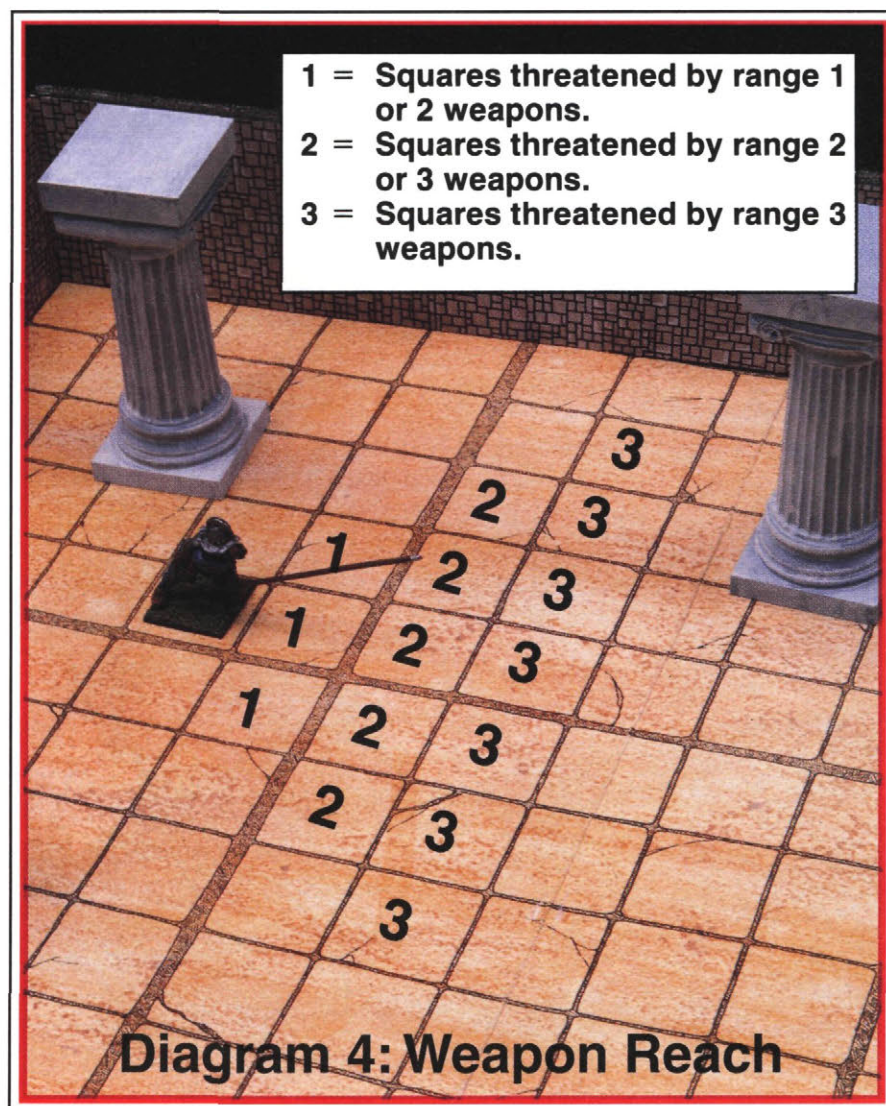 1 = Squares threatened by range 1
or 2 weapons.
2 = Squares threatened by range 2
or 3 weapons.
3 = Squares threatened by range 3
weapons.
3
2 3
1 2 3
1 2 3
1 2 3
2 3
3
Diagram 4: Weapon Reach